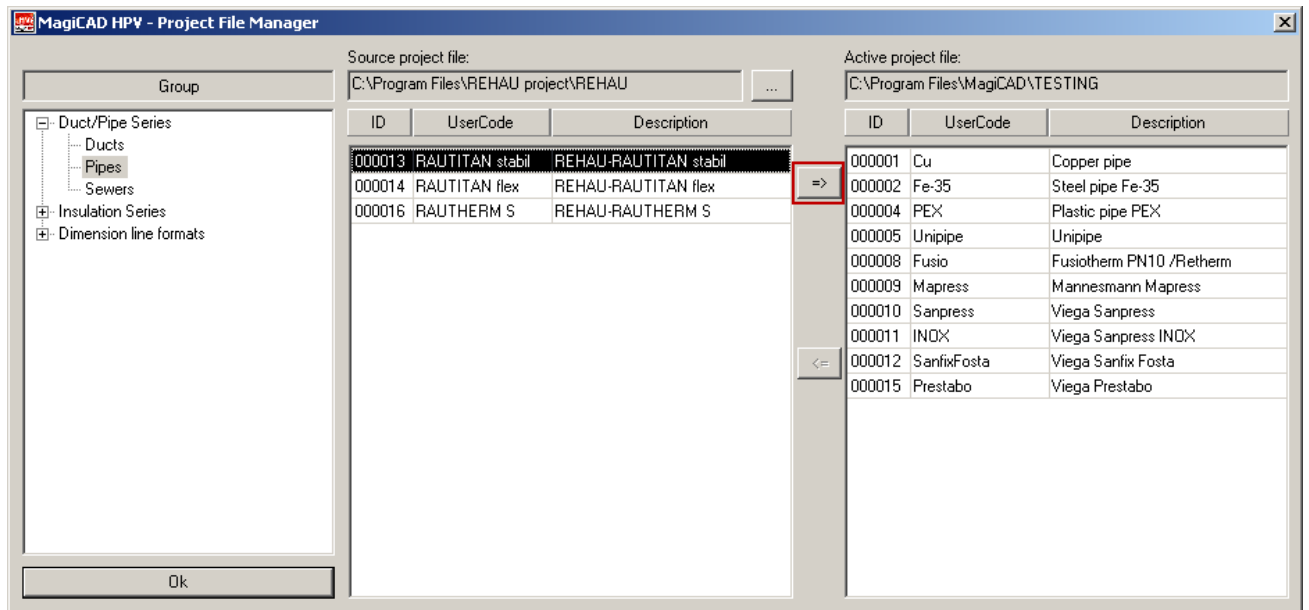 MagiCAD HPV - Project File Manager
Source project file:
Active project file:
Group
C:\Program Files\REHAU project\REHAU
...
C:\Program Files\MagiCAD\TESTING
ID UserCode Description
ID UserCode Description
Duct/Pipe Series
Ducts
Pipes
Sewers
Insulation Series
Dimension line formats
000013 RAUTITAN stabil REHAU-RAUTITAN stabil
000014 RAUTITAN flex REHAU-RAUTITAN flex
000016 RAUTHERM S REHAU-RAUTHERM S
=>
<=
000001 Cu Copper pipe
000002 Fe-35 Steel pipe Fe-35
000004 PEX Plastic pipe PEX
000005 Unipipe Unipipe
000008 Fusio Fusiotherm PN10 /Retherm
000009 Mapress Mannesmann Mapress
000010 Sanpress Viega Sanpress
000011 INOX Viega Sanpress INOX
000012 SanfixFosta Viega Sanfix Fosta
000015 Prestabo Viega Prestabo
Ok